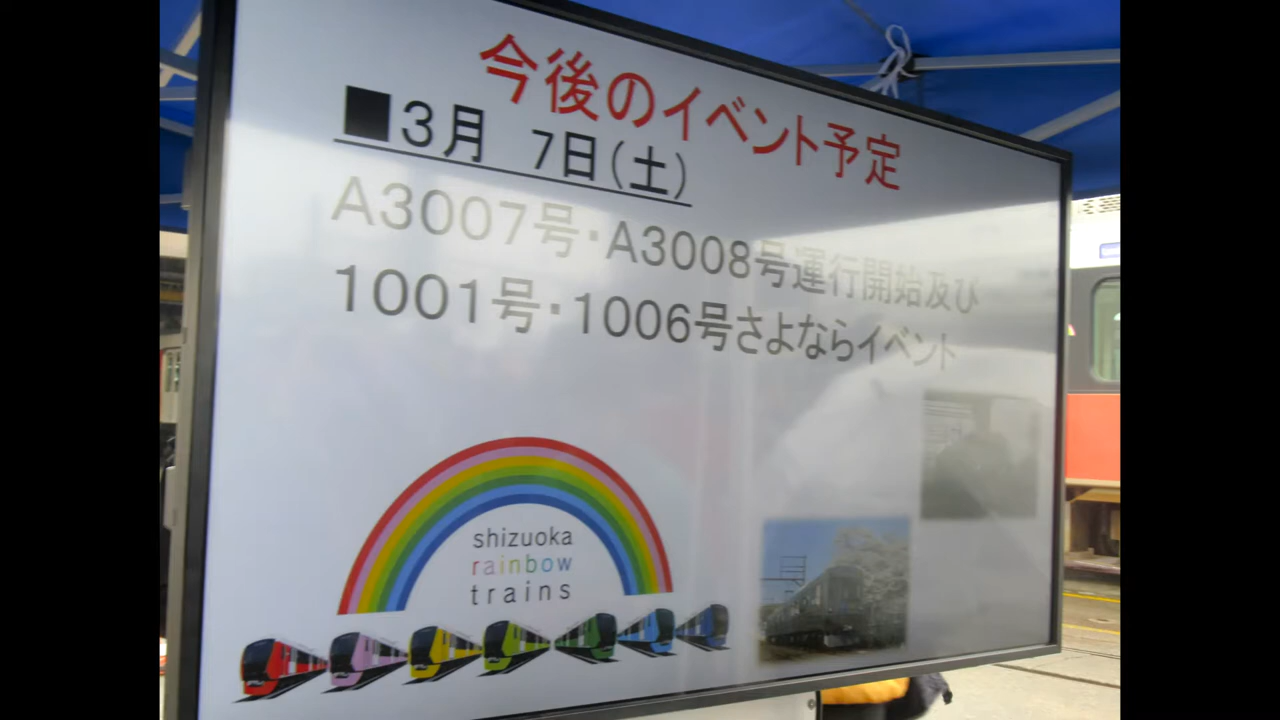 今後のイベント予定
■3月 7日(土)
A3007号・A3008号運行開始及び
1001号・1006号さよならイベント
shizuoka
rainbow
trains